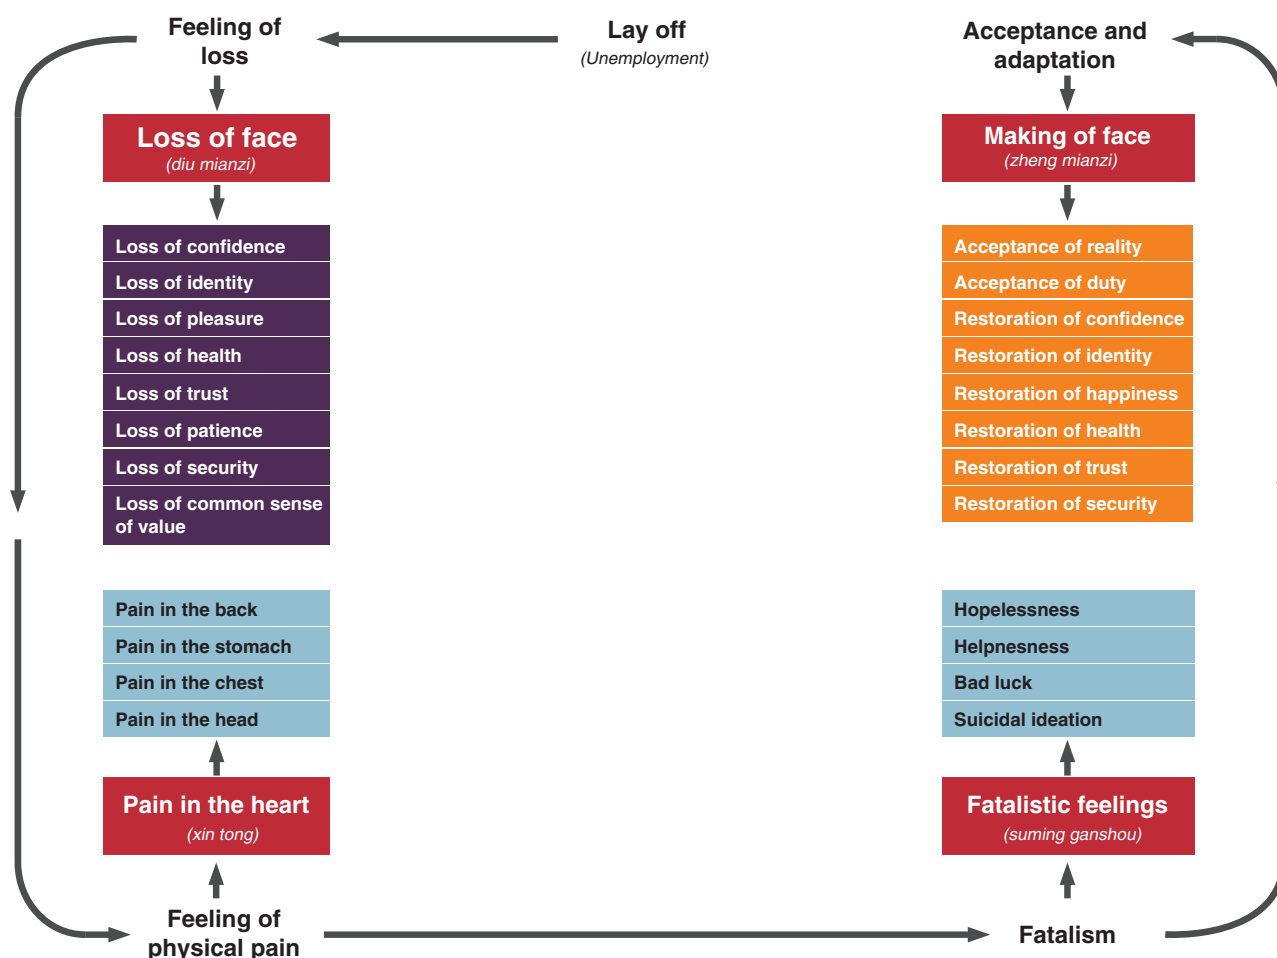 Feeling of
loss
Lay off
(Unemployment)
Acceptance and
adaptation
Loss of face
(diu mianzi)
Making of face
(zheng mianzi)
Loss of confidence
Loss of identity
Loss of pleasure
Loss of health
Loss of trust
Loss of patience
Loss of security
Loss of common sense
of value
Acceptance of reality
Acceptance of duty
Restoration of confidence
Restoration of identity
Restoration of happiness
Restoration of health
Restoration of trust
Restoration of security
Pain in the back
Pain in the stomach
Pain in the chest
Pain in the head
Hopelessness
Helpnesness
Bad luck
Suicidal ideation
Pain in the heart
(xin tong)
Fatalistic feelings
(suming ganshou)
Feeling of
physical pain
Fatalism